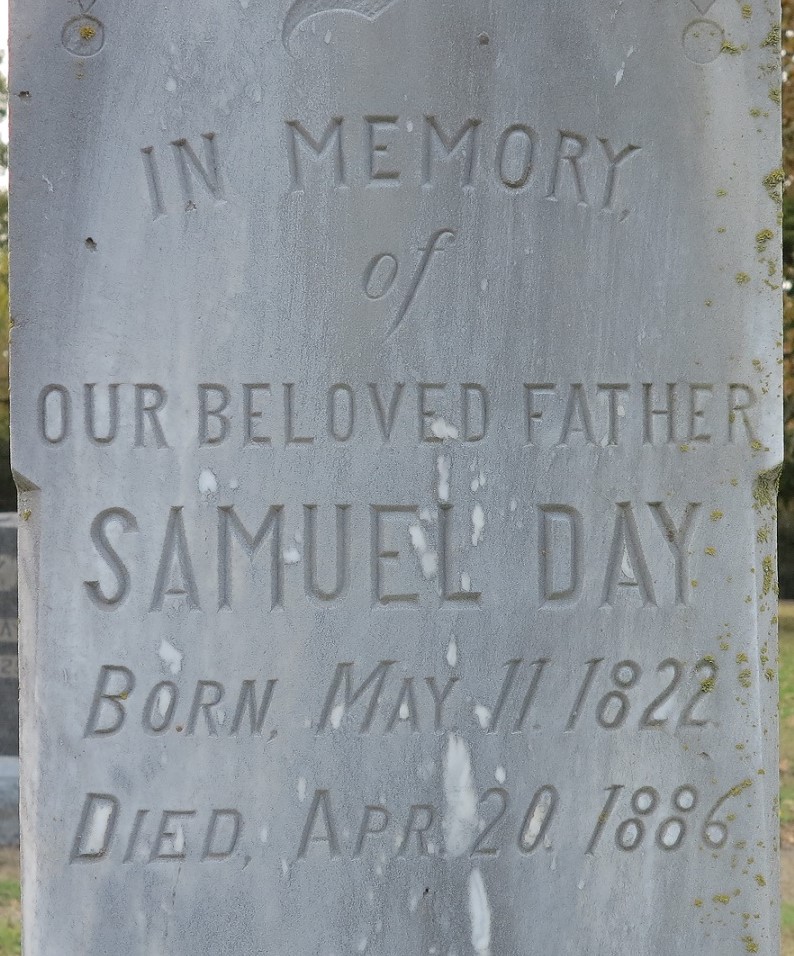 IN MEMORY,
of
OUR BELOVED FATHER
SAMUEL DAY
BORN, MAY 11. 1822.
DIED, APR. 20. 1886.